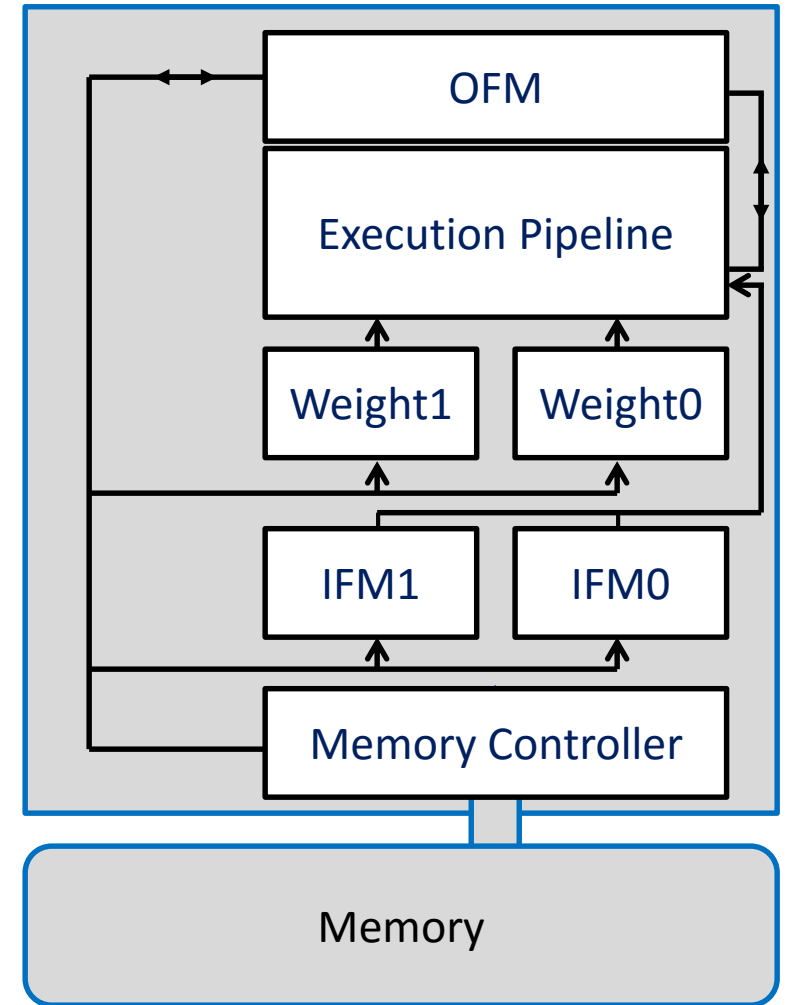 OFM
Execution Pipeline
Weight1
Weight0
IFM1
IFM0
Memory Controller
Memory